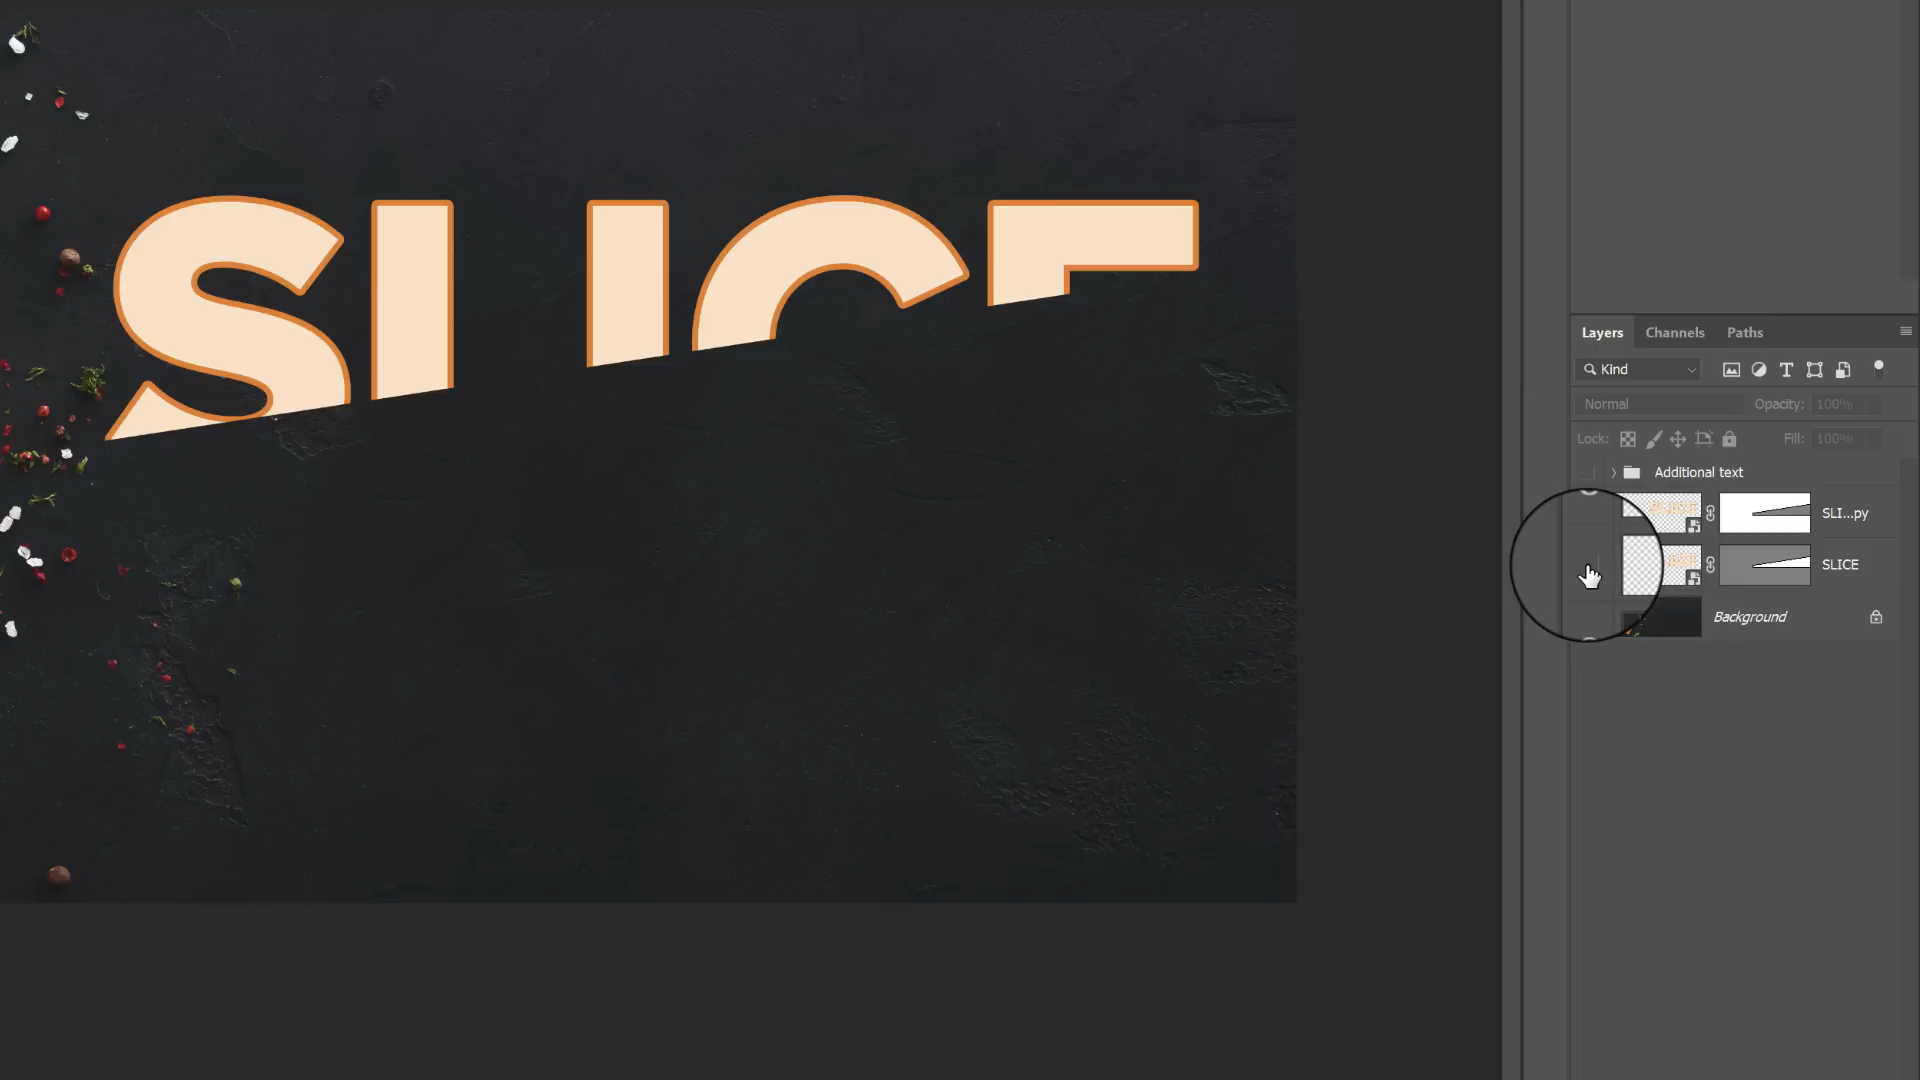 SLICE
Layers Channels Paths
Kind
Normal Opacity: 100%
Lock: Fill: 100%
Additional text
SLI...py
SLICE
Background